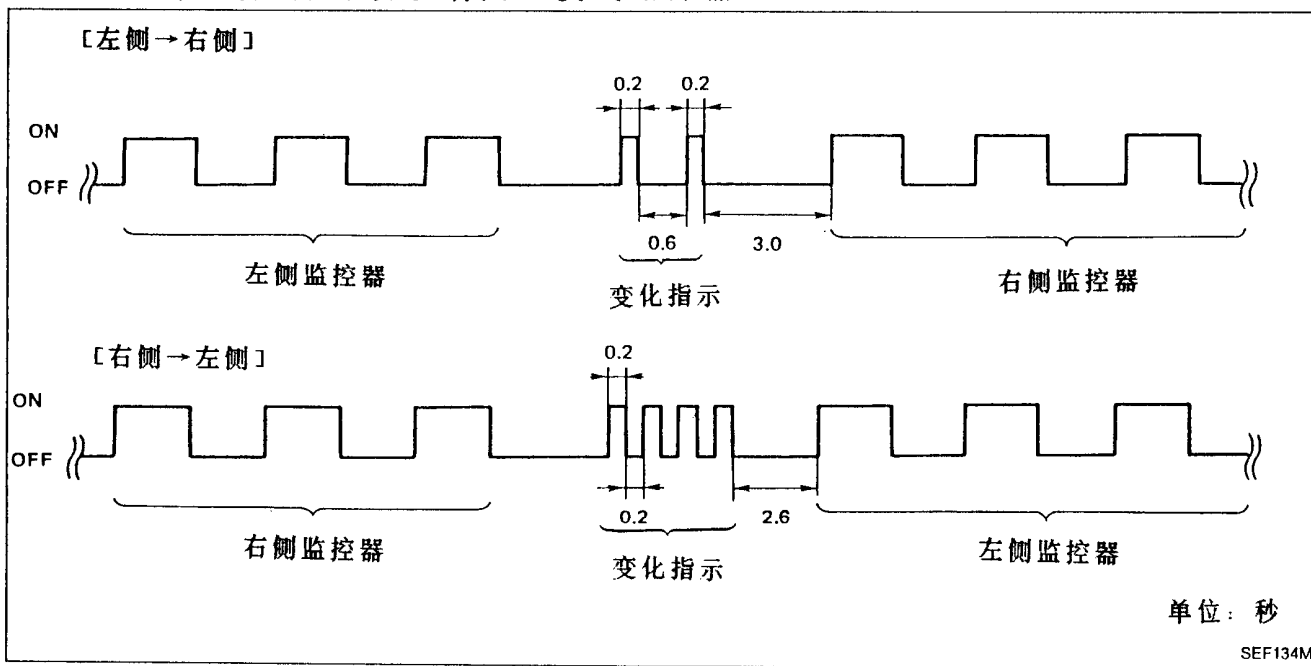 [左侧→右侧]
0.2 0.2
ON
OFF
0.6 3.0
左侧监控器
变化指示
右侧监控器
[右侧→左侧]
0.2
ON
OFF
0.2 2.6
右侧监控器
变化指示
左侧监控器
单位：秒
SEF134M